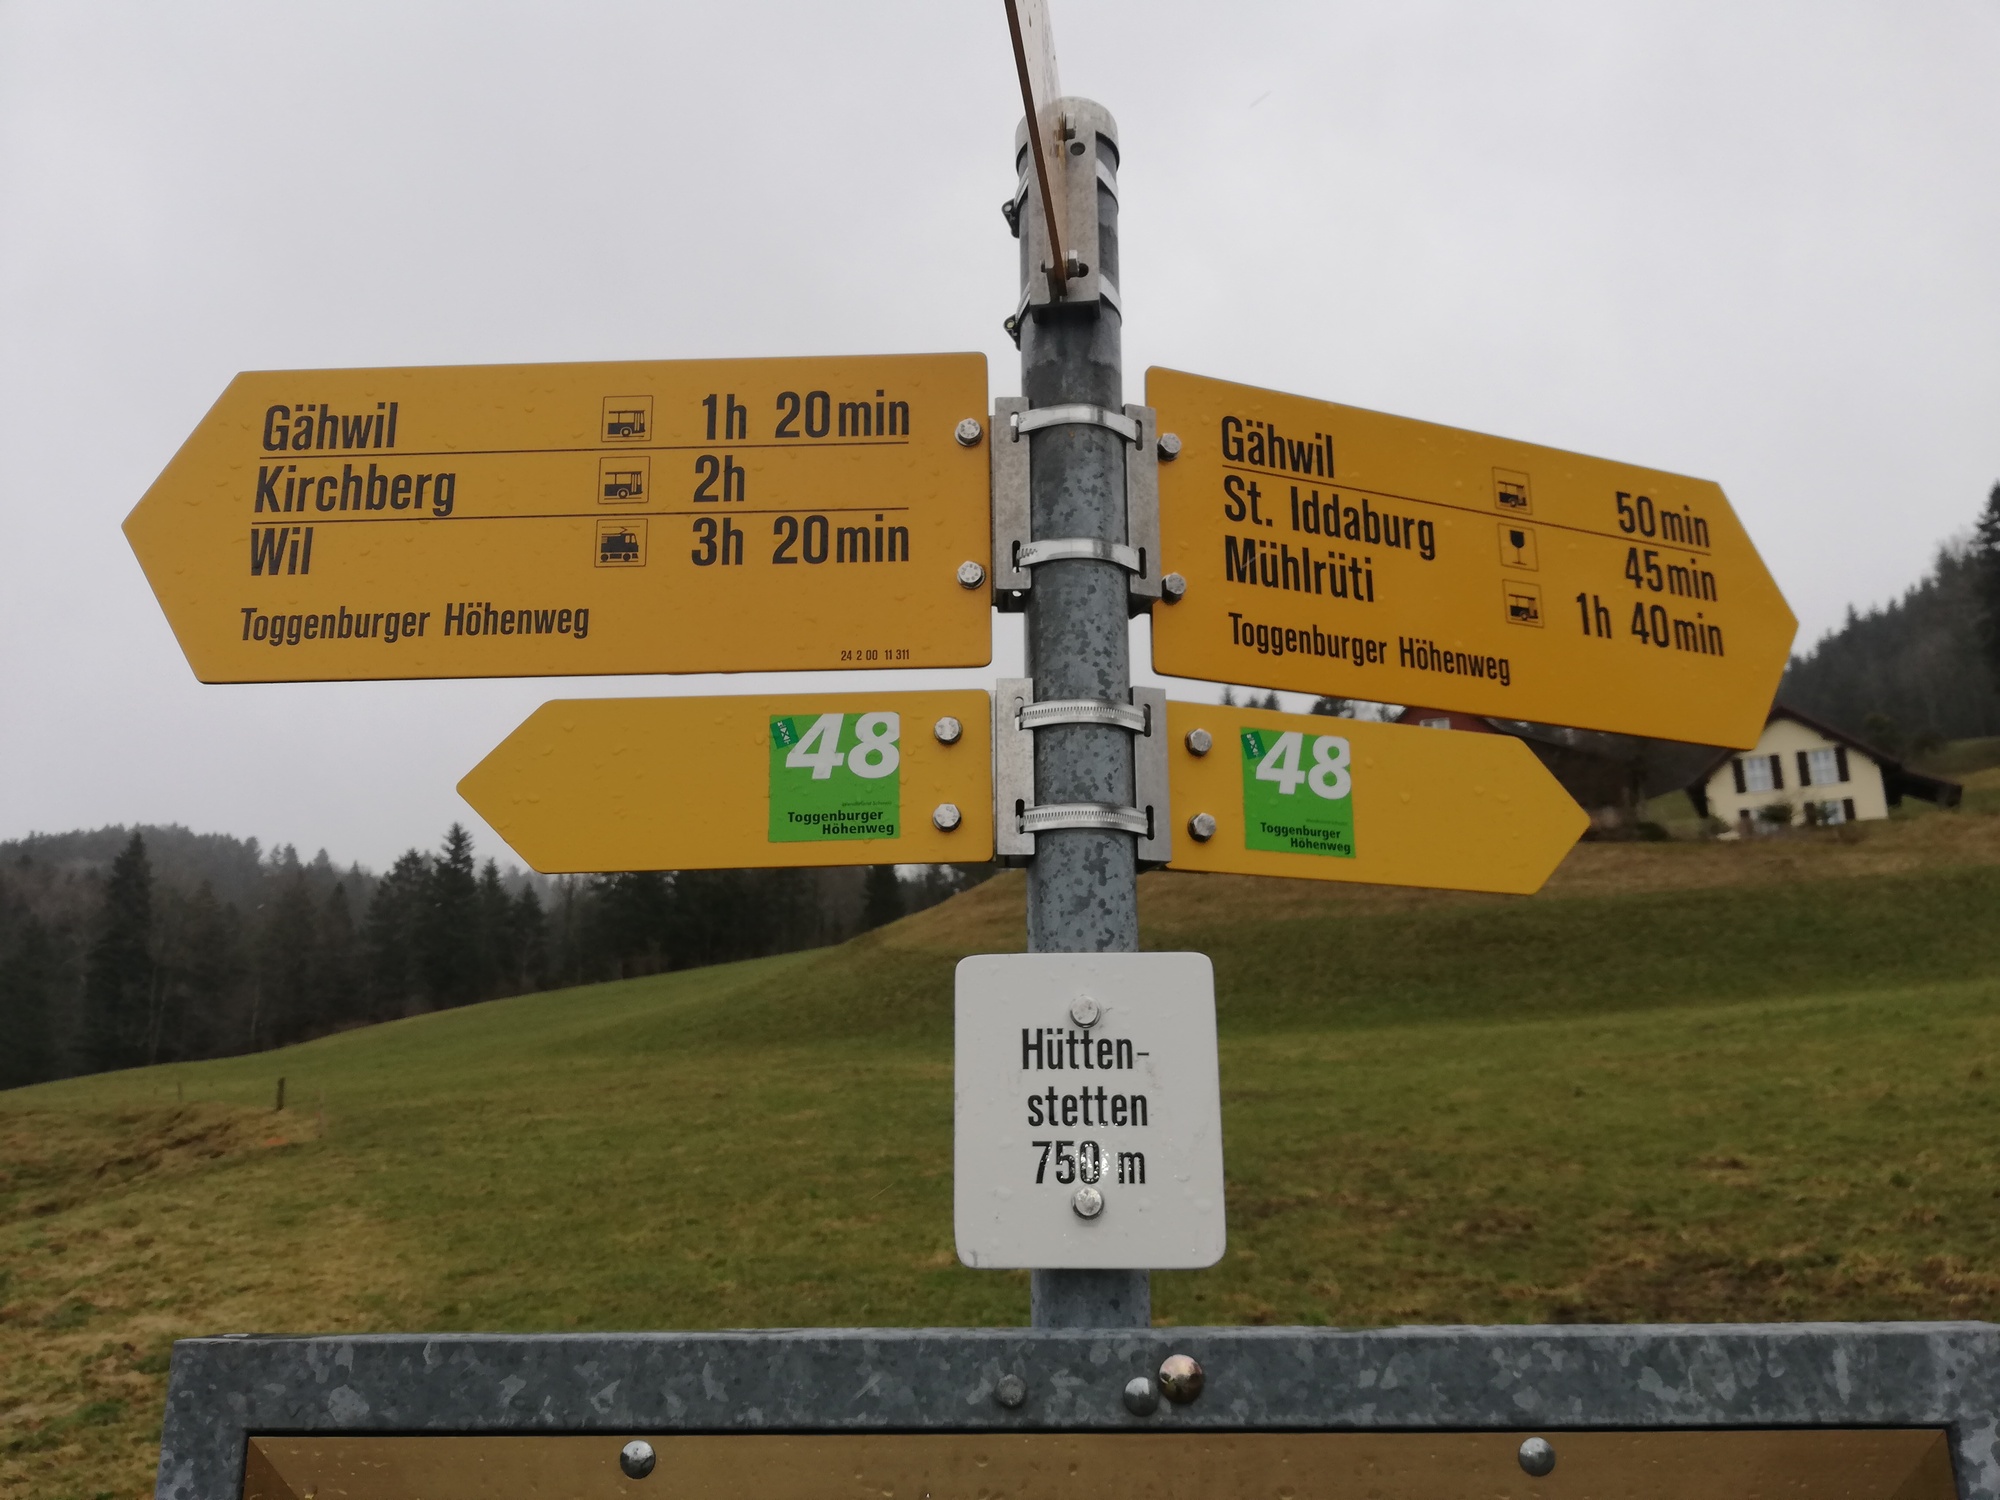 Gähwil 1h 20min
Kirchberg 2h
Wil 3h 20min
Toggenburger Höhenweg
24 2 00 11 311
Gähwil 50min
St. Iddaburg 45min
Mühlrüti 1h 40min
Toggenburger Höhenweg
48
Toggenburger
Höhenweg
48
Toggenburger
Höhenweg
Hütten-
stetten
750 m